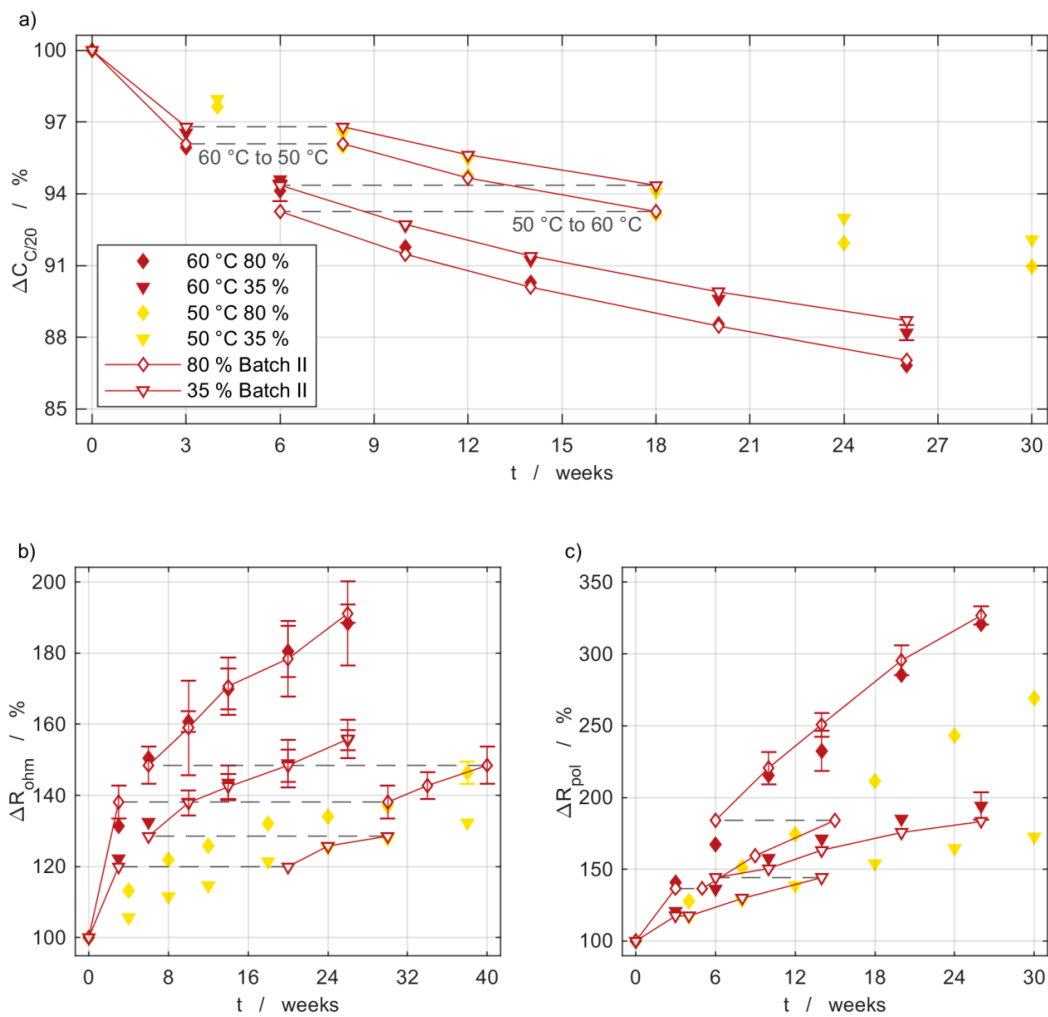 a)
100
97
94
91
88
85
ΔC_C/20 / %
60 °C to 50 °C
50 °C to 60 °C
60 °C 80 %
60 °C 35 %
50 °C 80 %
50 °C 35 %
80 % Batch II
35 % Batch II
0 3 6 9 12 15 18 21 24 27 30
t / weeks
b)
200
180
160
140
120
100
ΔR_ohm / %
0 8 16 24 32 40
t / weeks
c)
350
300
250
200
150
100
ΔR_pol / %
0 6 12 18 24 30
t / weeks